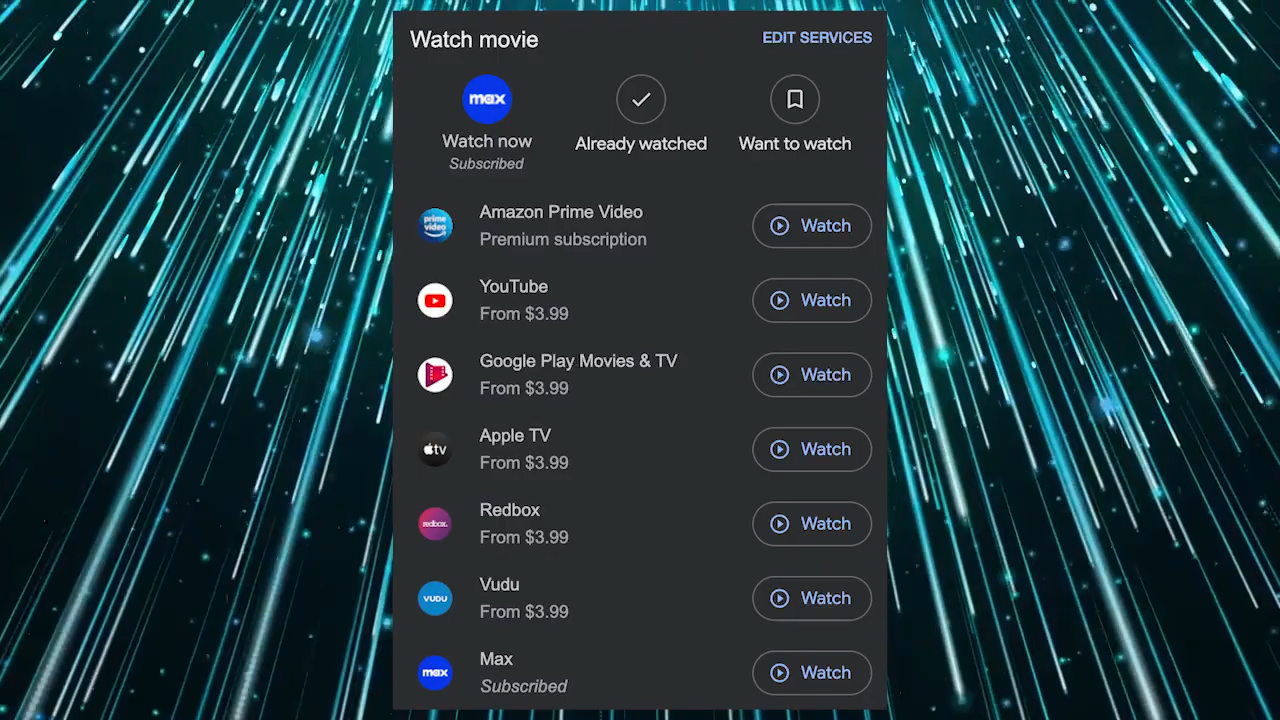 Watch movie
EDIT SERVICES
max
Watch now
Subscribed
Already watched
Want to watch
prime video
Amazon Prime Video
Premium subscription
Watch
YouTube
From $3.99
Watch
Google Play Movies & TV
From $3.99
Watch
tv
Apple TV
From $3.99
Watch
redbox.
Redbox
From $3.99
Watch
VUDU
Vudu
From $3.99
Watch
max
Max
Subscribed
Watch